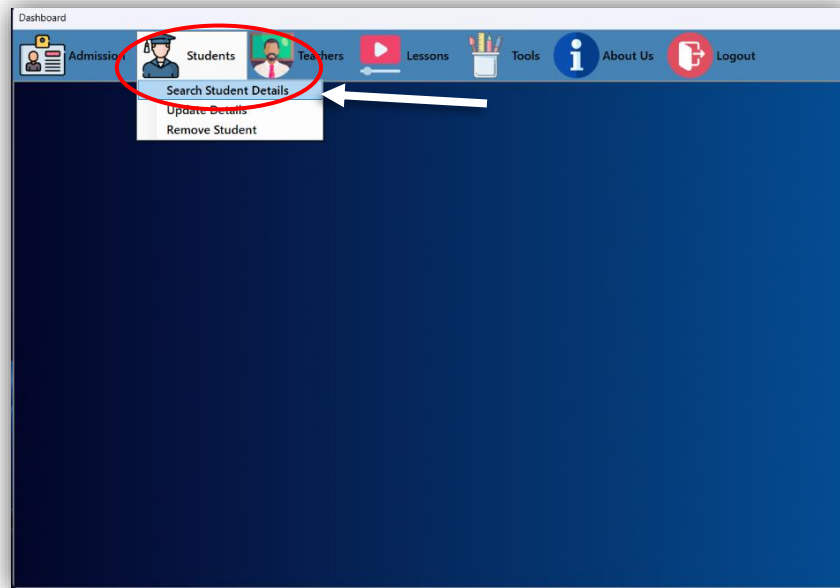 Dashboard
Admission Students Teachers Lessons Tools About Us Logout
Search Student Details
Update Details
Remove Student